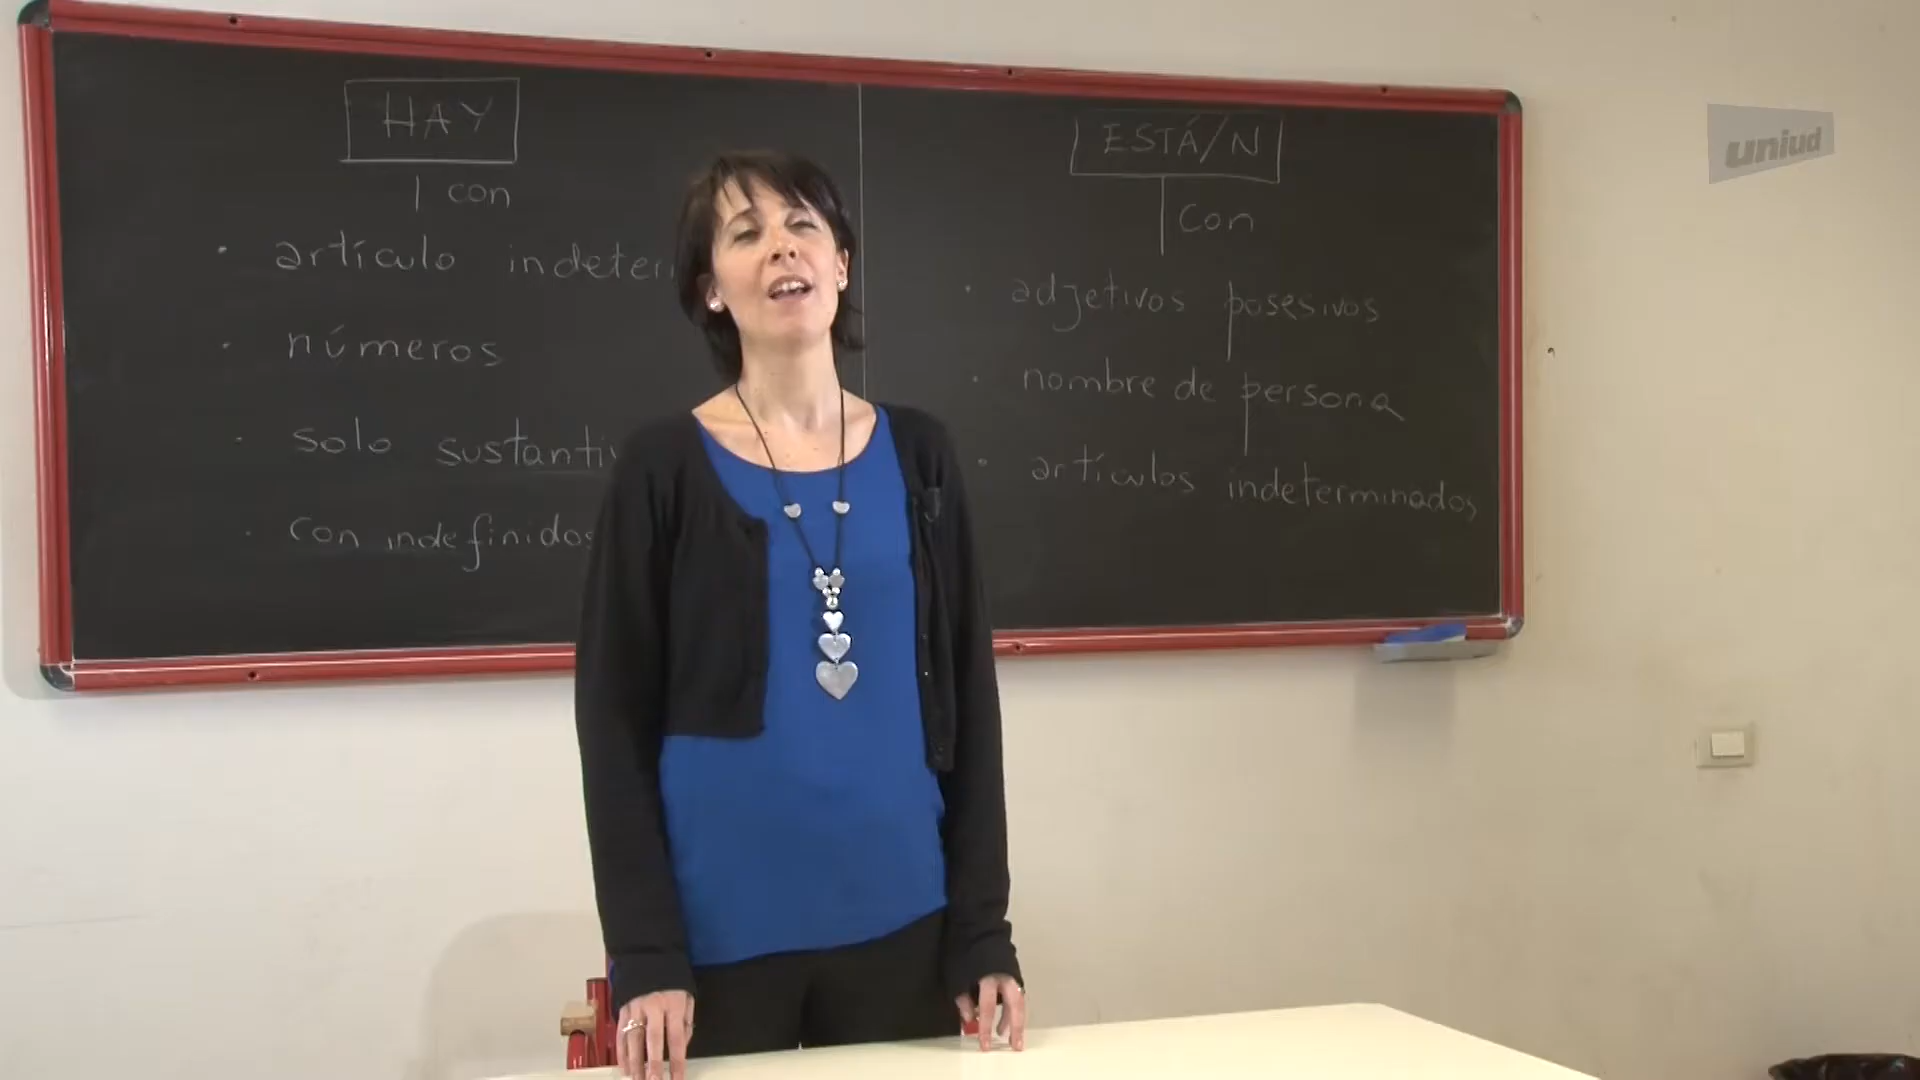 HAY
con
· artículo indeter
· números
· solo sustanti
· con indefinidos
ESTÁ/N
con
· adjetivos posesivos
· nombre de persona
· artículos indeterminados
uniud